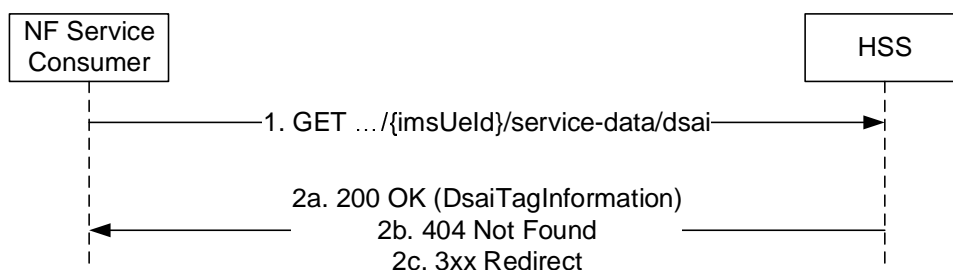 NF Service
Consumer
HSS
1. GET …/{imsUeId}/service-data/dsai
2a. 200 OK (DsaiTagInformation)
2b. 404 Not Found
2c. 3xx Redirect